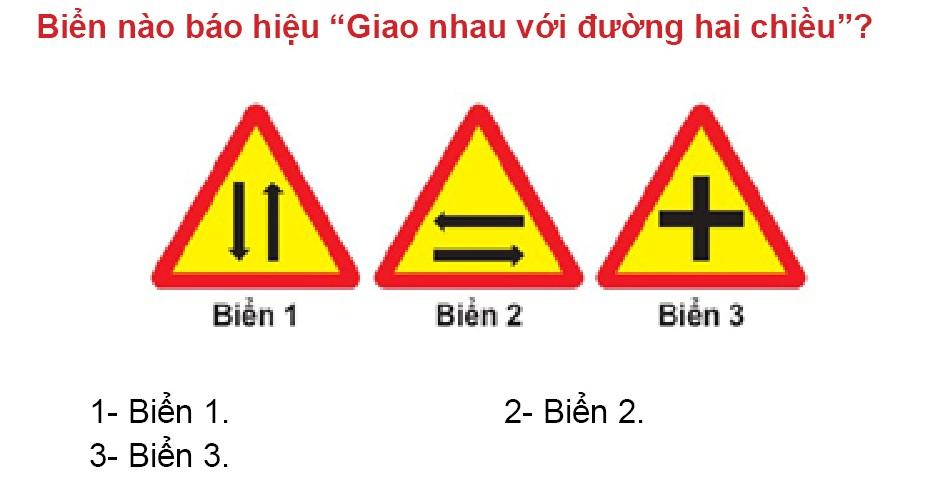 Biển nào báo hiệu “Giao nhau với đường hai chiều”?
Biển 1 Biển 2 Biển 3
1- Biển 1. 2- Biển 2.
3- Biển 3.